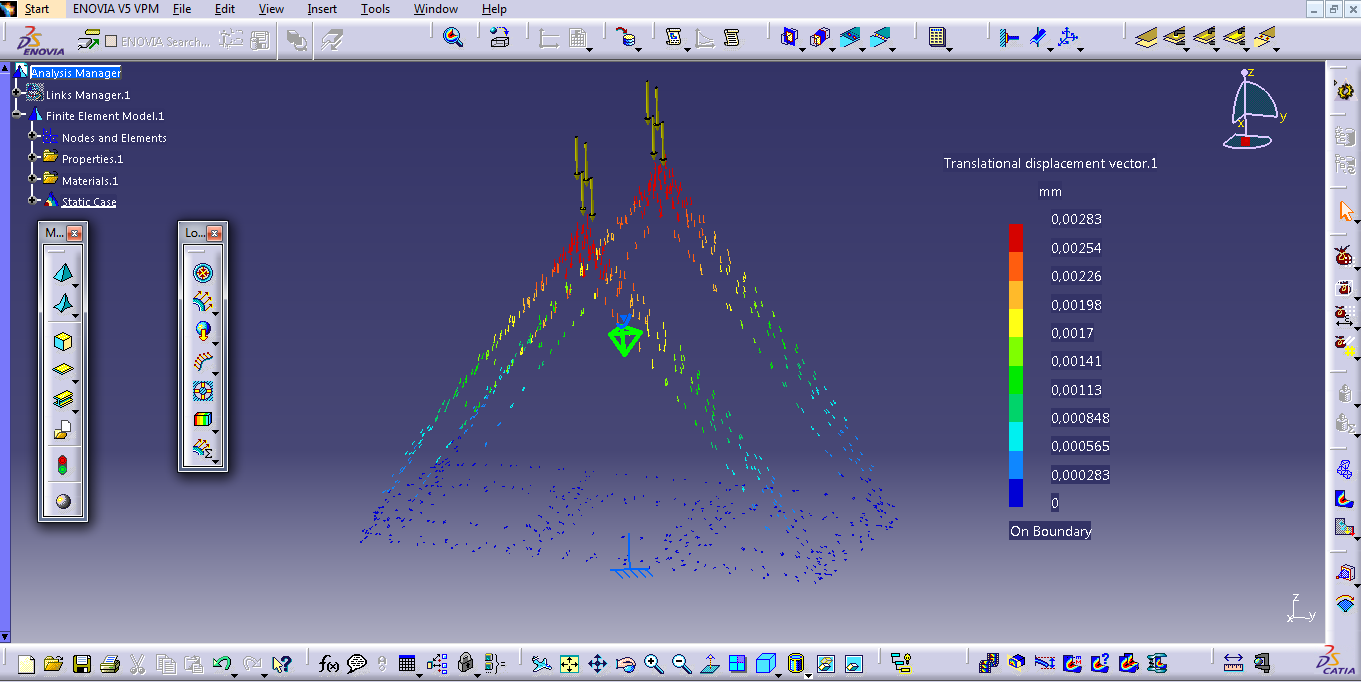 Start ENOVIA V5 VPM File Edit View Insert Tools Window Help
ENOVIA
ENOVIA Search...
Analysis Manager
Links Manager.1
Finite Element Model.1
Nodes and Elements
Properties.1
Materials.1
Static Case
M...
Lo...
z
y
x
Translational displacement vector.1
mm
0,00283
0,00254
0,00226
0,00198
0,0017
0,00141
0,00113
0,000848
0,000565
0,000283
0
On Boundary
z
x y
f(x)
CATIA